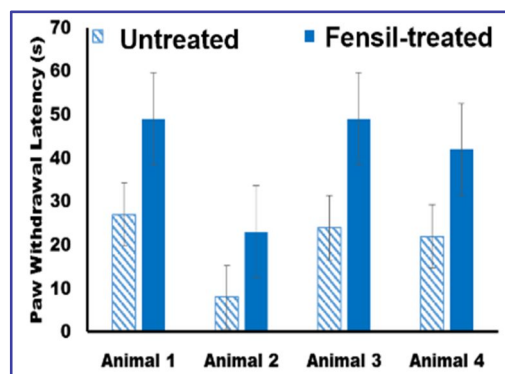 Untreated Fensil-treated
Paw Withdrawal Latency (s)
70
60
50
40
30
20
10
0
Animal 1 Animal 2 Animal 3 Animal 4